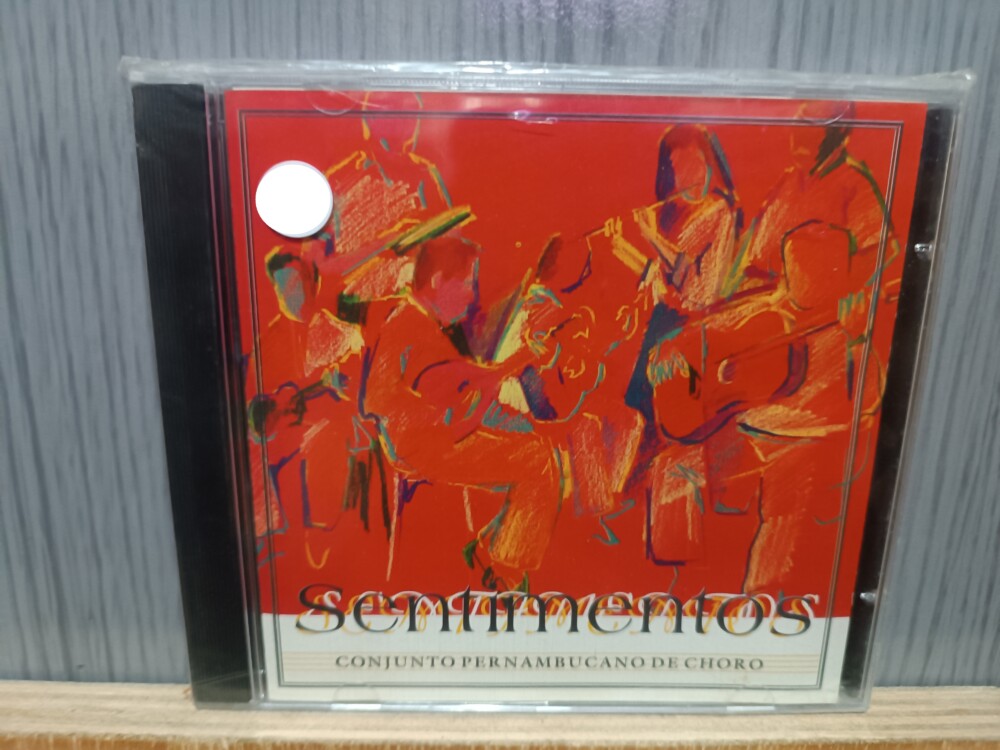 Sentimentos
CONJUNTO PERNAMBUCANO DE CHORO